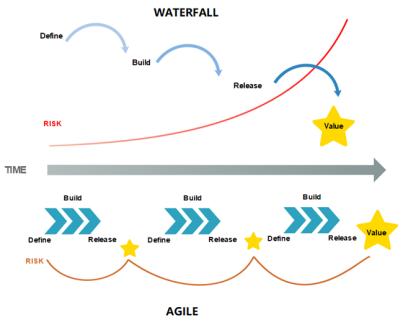 WATERFALL
Define
Build
Release
RISK
Value
TIME
Build
Build
Build
Define
Release
Define
Release
Define
Release
Value
RISK
AGILE